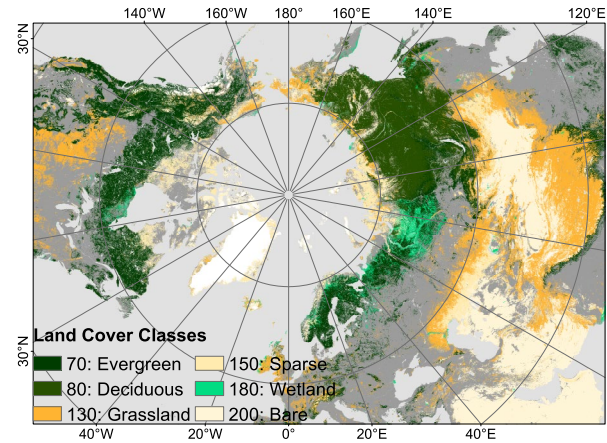 140°W 160°W 180° 160°E 140°E 120°E
30°N
30°N
Land Cover Classes
70: Evergreen 150: Sparse
80: Deciduous 180: Wetland
130: Grassland 200: Bare
40°W 20°W 0° 20°E 40°E